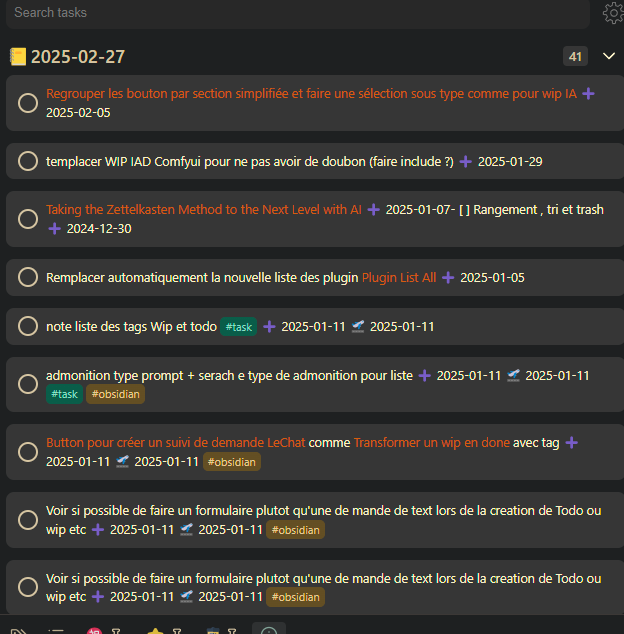 Search tasks
2025-02-27
41
Regrouper les bouton par section simplifiée et faire une sélection sous type comme pour wip IA ➕
2025-02-05
templacer WIP IAD Comfyui pour ne pas avoir de doubon (faire include ?) ➕ 2025-01-29
Taking the Zettelkasten Method to the Next Level with AI ➕ 2025-01-07- [ ] Rangement , tri et trash
➕ 2024-12-30
Remplacer automatiquement la nouvelle liste des plugin Plugin List All ➕ 2025-01-05
note liste des tags Wip et todo #task ➕ 2025-01-11 🛫 2025-01-11
admonition type prompt + serach e type de admonition pour liste ➕ 2025-01-11 🛫 2025-01-11
#task #obsidian
Button pour créer un suivi de demande LeChat comme Transformer un wip en done avec tag ➕
2025-01-11 🛫 2025-01-11 #obsidian
Voir si possible de faire un formulaire plutot qu'une de mande de text lors de la creation de Todo ou
wip etc ➕ 2025-01-11 🛫 2025-01-11 #obsidian
Voir si possible de faire un formulaire plutot qu'une de mande de text lors de la creation de Todo ou
wip etc ➕ 2025-01-11 🛫 2025-01-11 #obsidian